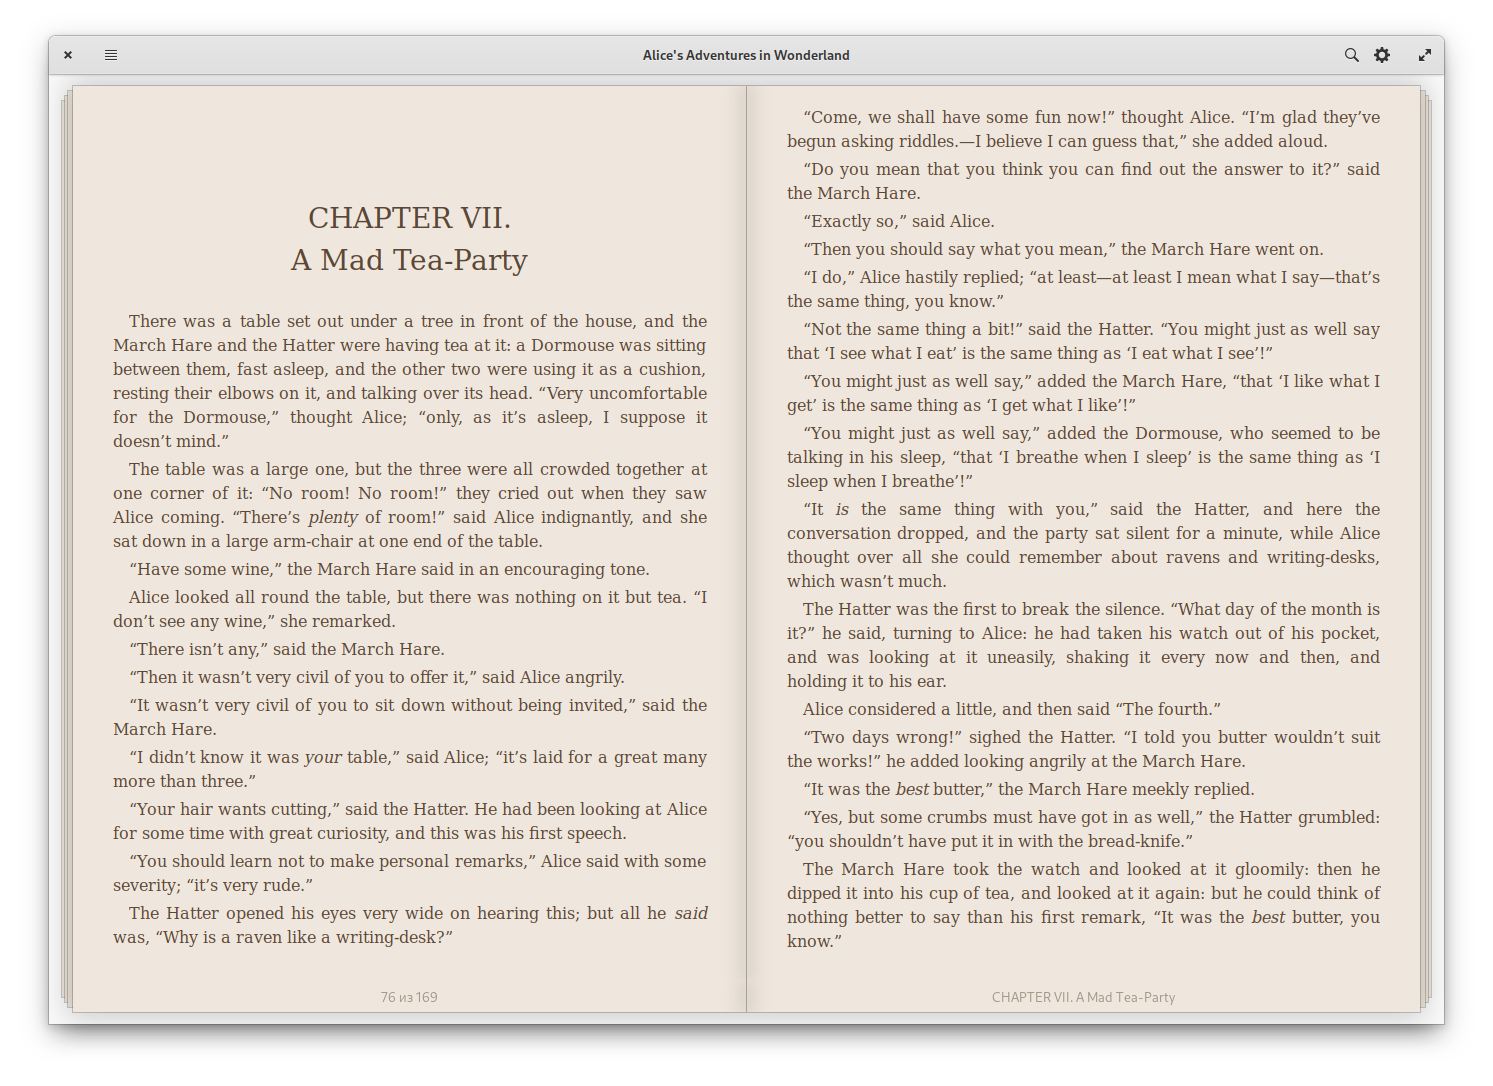 Alice's Adventures in Wonderland
CHAPTER VII.
A Mad Tea-Party
There was a table set out under a tree in front of the house, and the
March Hare and the Hatter were having tea at it: a Dormouse was sitting
between them, fast asleep, and the other two were using it as a cushion,
resting their elbows on it, and talking over its head. “Very uncomfortable
for the Dormouse,” thought Alice; “only, as it’s asleep, I suppose it
doesn’t mind.”
The table was a large one, but the three were all crowded together at
one corner of it: “No room! No room!” they cried out when they saw
Alice coming. “There’s plenty of room!” said Alice indignantly, and she
sat down in a large arm-chair at one end of the table.
“Have some wine,” the March Hare said in an encouraging tone.
Alice looked all round the table, but there was nothing on it but tea. “I
don’t see any wine,” she remarked.
“There isn’t any,” said the March Hare.
“Then it wasn’t very civil of you to offer it,” said Alice angrily.
“It wasn’t very civil of you to sit down without being invited,” said the
March Hare.
“I didn’t know it was your table,” said Alice; “it’s laid for a great many
more than three.”
“Your hair wants cutting,” said the Hatter. He had been looking at Alice
for some time with great curiosity, and this was his first speech.
“You should learn not to make personal remarks,” Alice said with some
severity; “it’s very rude.”
The Hatter opened his eyes very wide on hearing this; but all he said
was, “Why is a raven like a writing-desk?”
76 из 169
“Come, we shall have some fun now!” thought Alice. “I’m glad they’ve
begun asking riddles.—I believe I can guess that,” she added aloud.
“Do you mean that you think you can find out the answer to it?” said
the March Hare.
“Exactly so,” said Alice.
“Then you should say what you mean,” the March Hare went on.
“I do,” Alice hastily replied; “at least—at least I mean what I say—that’s
the same thing, you know.”
“Not the same thing a bit!” said the Hatter. “You might just as well say
that ‘I see what I eat’ is the same thing as ‘I eat what I see’!”
“You might just as well say,” added the March Hare, “that ‘I like what I
get’ is the same thing as ‘I get what I like’!”
“You might just as well say,” added the Dormouse, who seemed to be
talking in his sleep, “that ‘I breathe when I sleep’ is the same thing as ‘I
sleep when I breathe’!”
“It is the same thing with you,” said the Hatter, and here the
conversation dropped, and the party sat silent for a minute, while Alice
thought over all she could remember about ravens and writing-desks,
which wasn’t much.
The Hatter was the first to break the silence. “What day of the month is
it?” he said, turning to Alice: he had taken his watch out of his pocket,
and was looking at it uneasily, shaking it every now and then, and
holding it to his ear.
Alice considered a little, and then said “The fourth.”
“Two days wrong!” sighed the Hatter. “I told you butter wouldn’t suit
the works!” he added looking angrily at the March Hare.
“It was the best butter,” the March Hare meekly replied.
“Yes, but some crumbs must have got in as well,” the Hatter grumbled:
“you shouldn’t have put it in with the bread-knife.”
The March Hare took the watch and looked at it gloomily: then he
dipped it into his cup of tea, and looked at it again: but he could think of
nothing better to say than his first remark, “It was the best butter, you
know.”
CHAPTER VII. A Mad Tea-Party